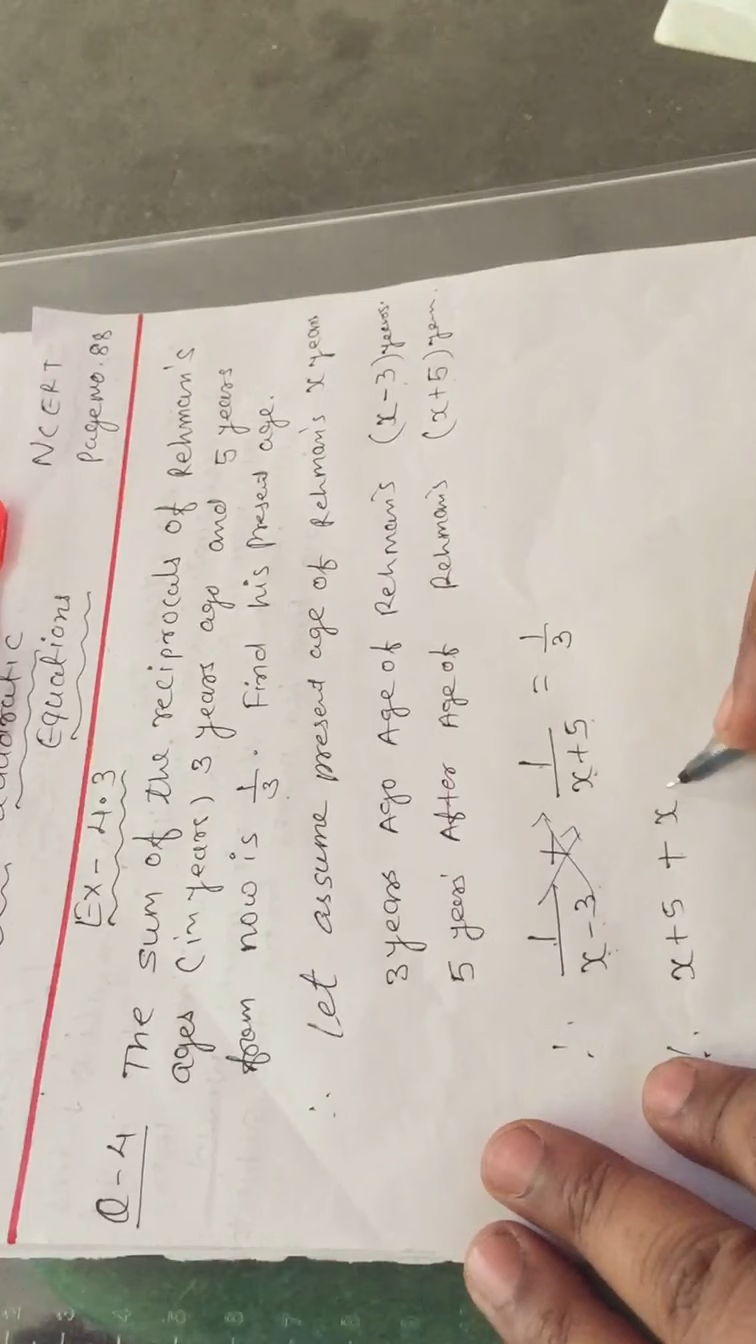 Equations
NCERT
Page no. 88
Ex - 4.3
Q-4 The sum of the reciprocals of Rehman's
ages (in years) 3 years ago and 5 years
from now is 1/3. Find his present age.
∴ Let assume present age of Rehman's x years
3 years Ago Age of Rehman's (x-3) years.
5 years After Age of Rehman's (x+5) year.
∴ 1/(x-3) + 1/(x+5) = 1/3
∴ x+5 + x